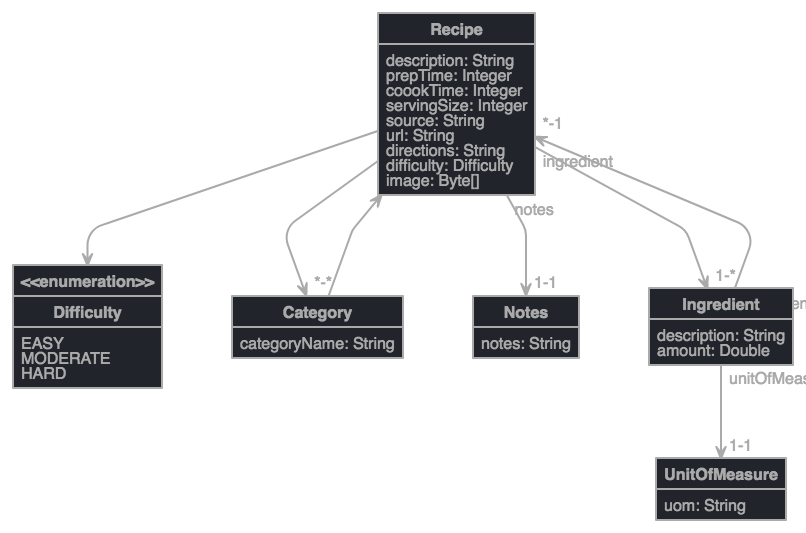 Recipe
description: String
prepTime: Integer
coookTime: Integer
servingSize: Integer
source: String
url: String
directions: String
difficulty: Difficulty
image: Byte[]
*-1
ingredient
notes
<<enumeration>>
Difficulty
EASY
MODERATE
HARD
*-*
Category
categoryName: String
1-1
Notes
notes: String
1-*
Ingredient
description: String
amount: Double
en
unitOfMeas
1-1
UnitOfMeasure
uom: String